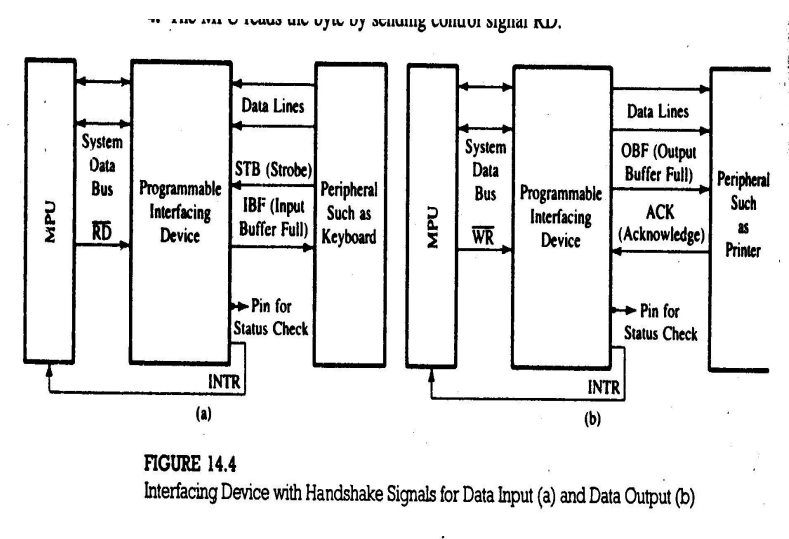 4. The MPU reads the byte by sending control signal RD.
MPU
System
Data
Bus
RD
Programmable
Interfacing
Device
Data Lines
STB (Strobe)
IBF (Input
Buffer Full)
Peripheral
Such as
Keyboard
Pin for
Status Check
INTR
(a)
MPU
System
Data
Bus
WR
Programmable
Interfacing
Device
Data Lines
OBF (Output
Buffer Full)
ACK
(Acknowledge)
Peripheral
Such
as
Printer
Pin for
Status Check
INTR
(b)
FIGURE 14.4
Interfacing Device with Handshake Signals for Data Input (a) and Data Output (b)